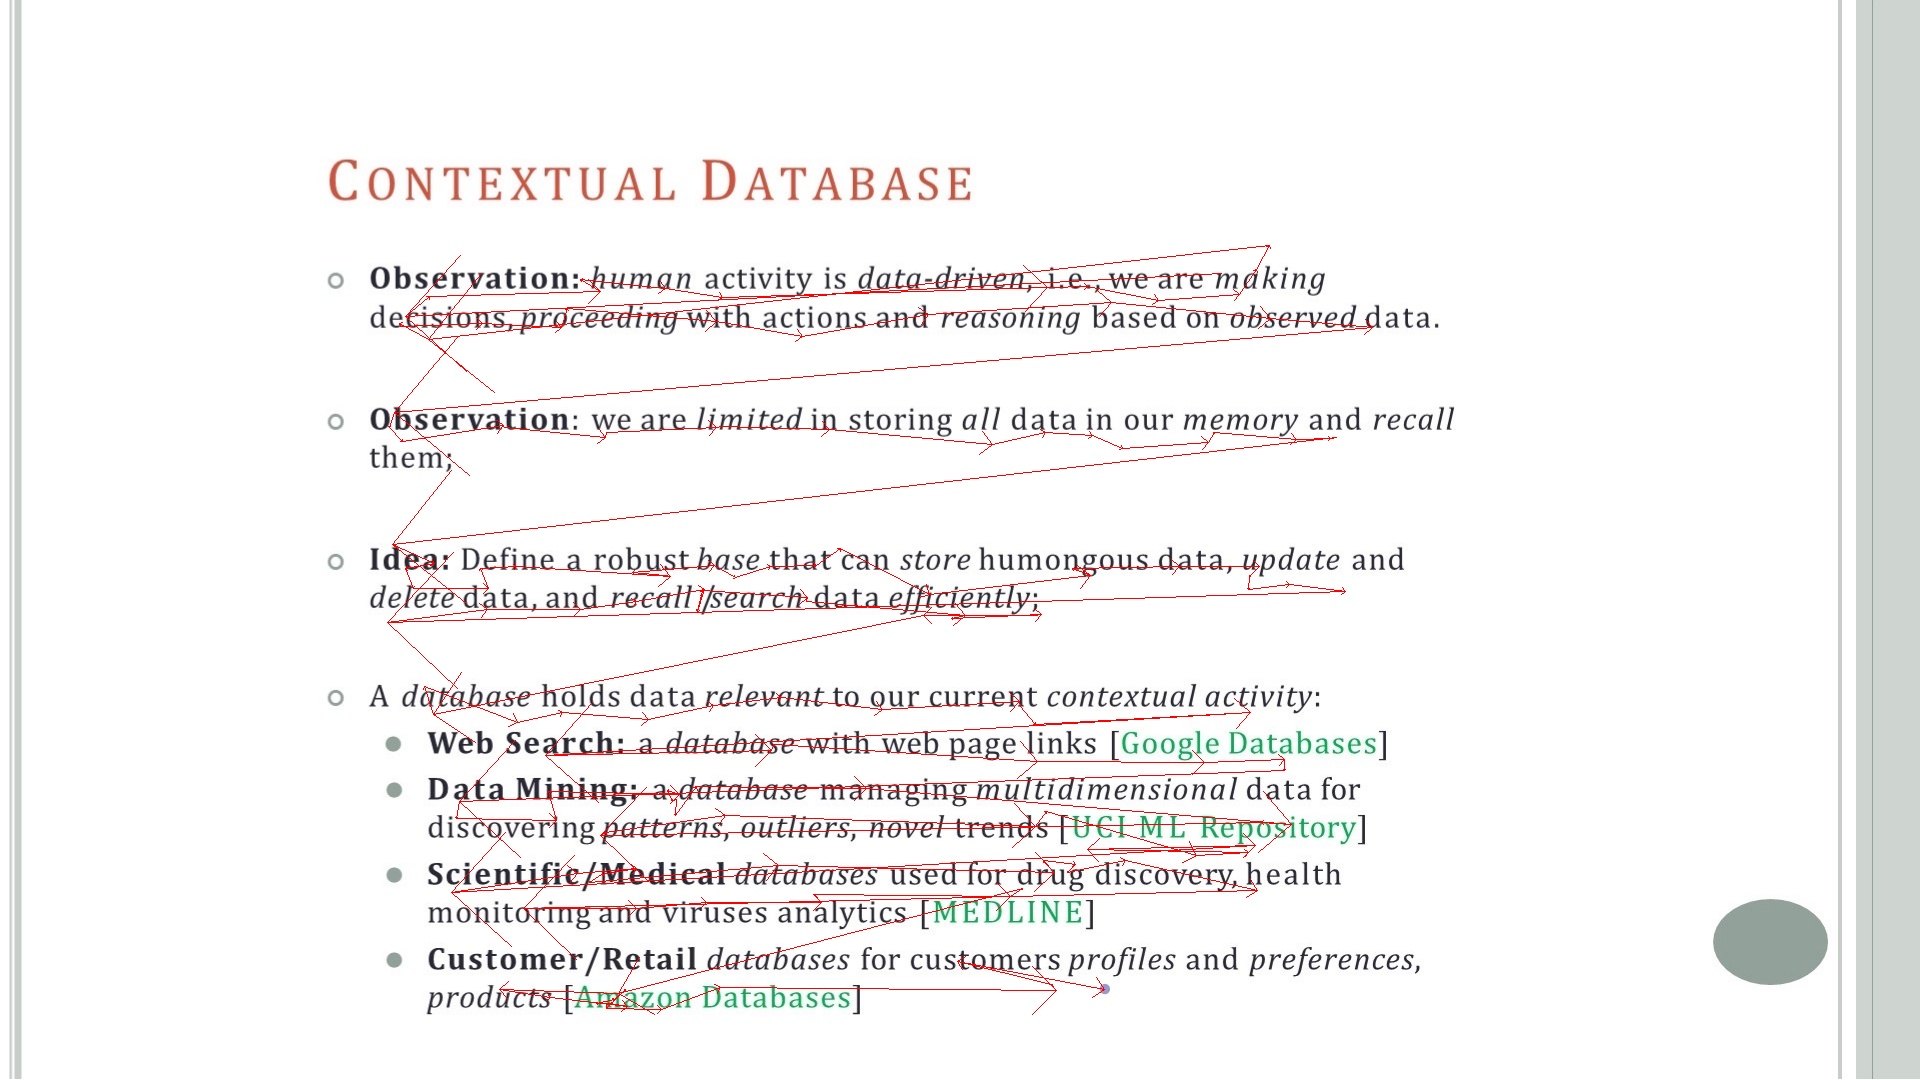 CONTEXTUAL DATABASE
Observation: human activity is data-driven, i.e., we are making
decisions, proceeding with actions and reasoning based on observed data.
Observation: we are limited in storing all data in our memory and recall
them;
Idea: Define a robust base that can store humongous data, update and
delete data, and recall/search data efficiently;
A database holds data relevant to our current contextual activity:
Web Search: a database with web page links [Google Databases]
Data Mining: a database managing multidimensional data for
discovering patterns, outliers, novel trends [UCI ML Repository]
Scientific/Medical databases used for drug discovery, health
monitoring and viruses analytics [MEDLINE]
Customer/Retail databases for customers profiles and preferences,
products [Amazon Databases]